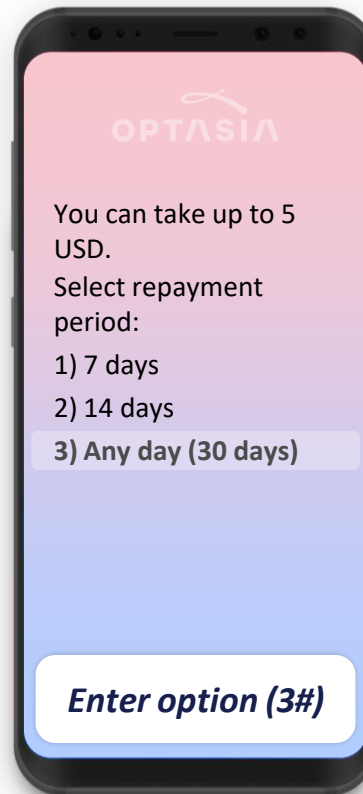 OPTASIA
You can take up to 5
USD.
Select repayment
period:
1) 7 days
2) 14 days
3) Any day (30 days)
Enter option (3#)